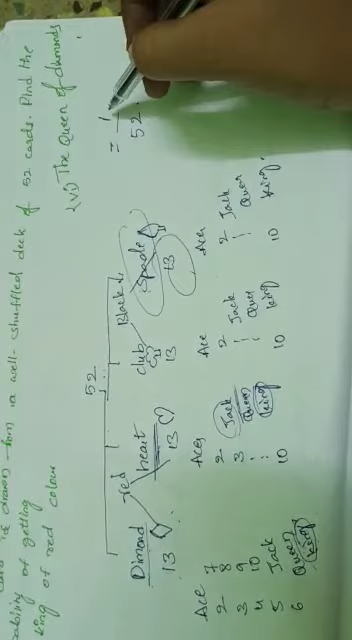 card is drawn from a well-shuffled deck of 52 cards. Find the
ability of getting
king of red colour
(vi) The Queen of diamonds
= 1
52
52
Red
Black
Dimond
heart
club
Spade
13
13
13
13
Ace
2 7
3 8
4 9
5 10
6 Jack
Queen
king
Ace
2
3
:
:
10
Jack
Queen
king
Ace
2
:
:
10
Jack
Queen
king
Ace
2
:
:
10
Jack
Queen
king